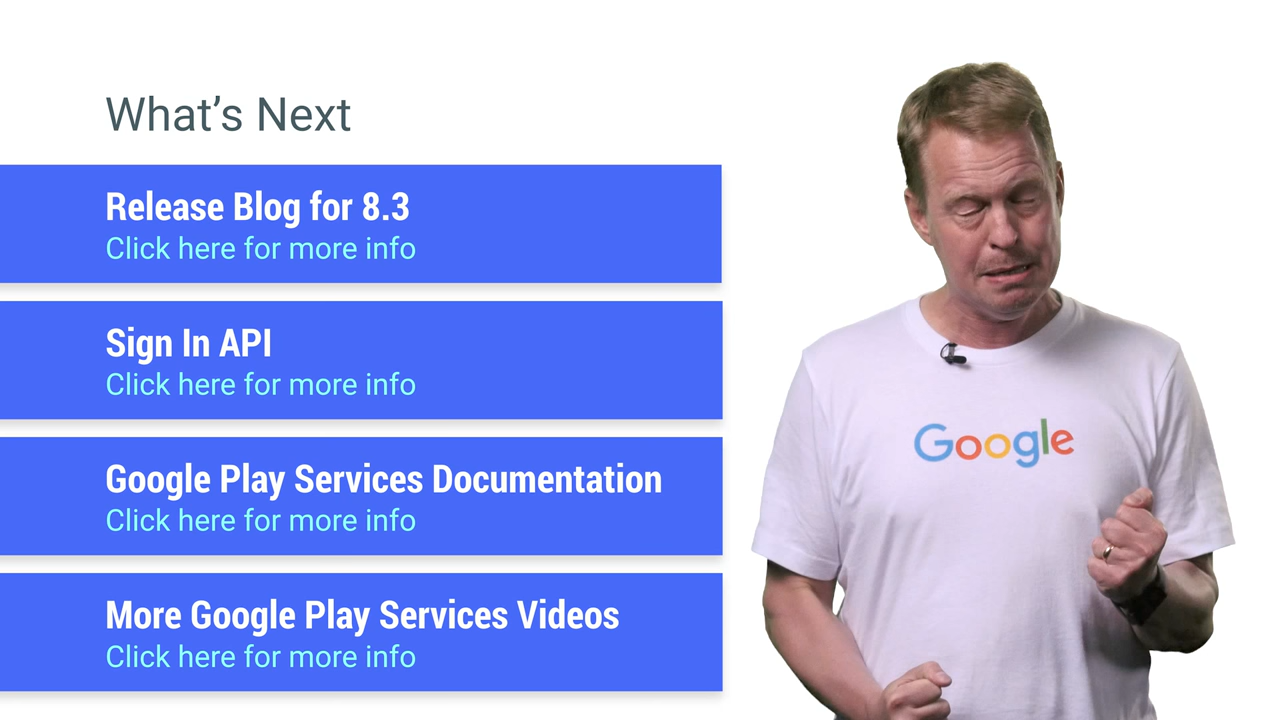 What’s Next
Release Blog for 8.3
Click here for more info
Sign In API
Click here for more info
Google Play Services Documentation
Click here for more info
More Google Play Services Videos
Click here for more info
Google